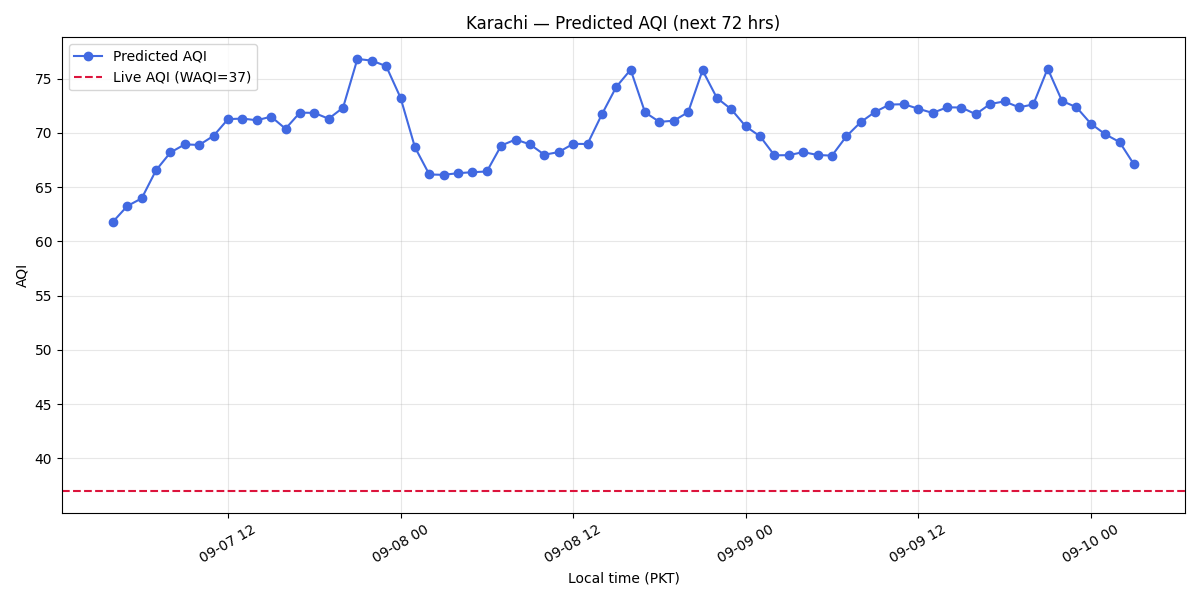 Karachi — Predicted AQI (next 72 hrs)
Predicted AQI
Live AQI (WAQI=37)
AQI
75
70
65
60
55
50
45
40
09-07 12
09-08 00
09-08 12
09-09 00
09-09 12
09-10 00
Local time (PKT)